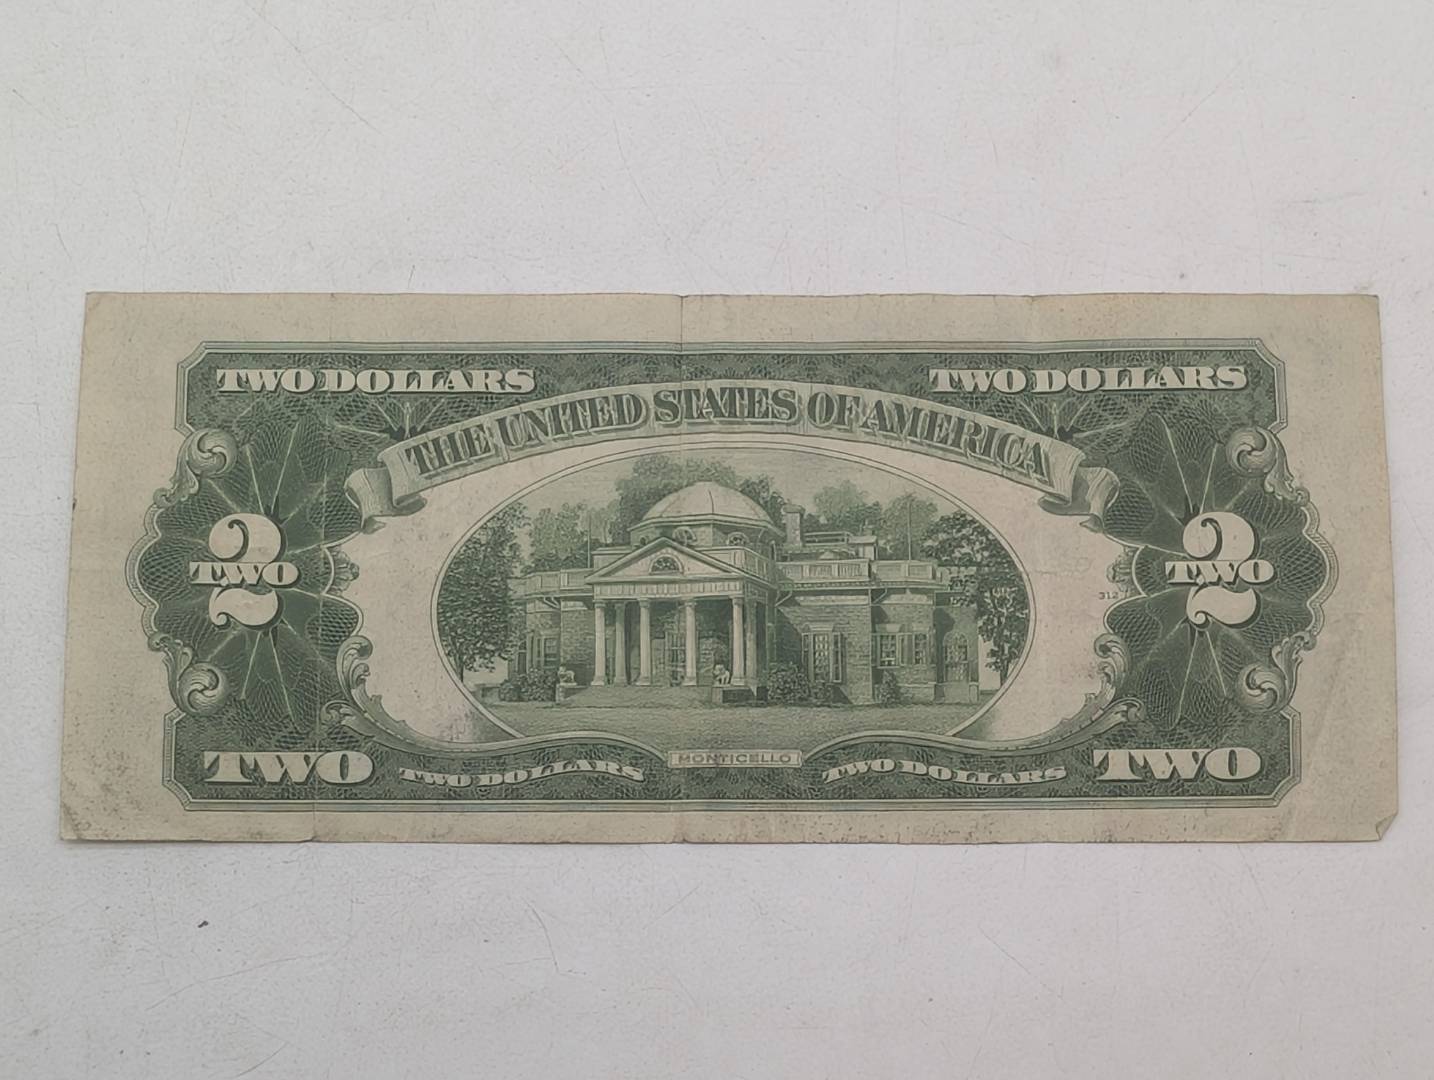 TWO DOLLARS TWO DOLLARS
THE UNITED STATES OF AMERICA
2 2
TWO TWO
312
MONTICELLO
TWO TWO DOLLARS TWO DOLLARS TWO